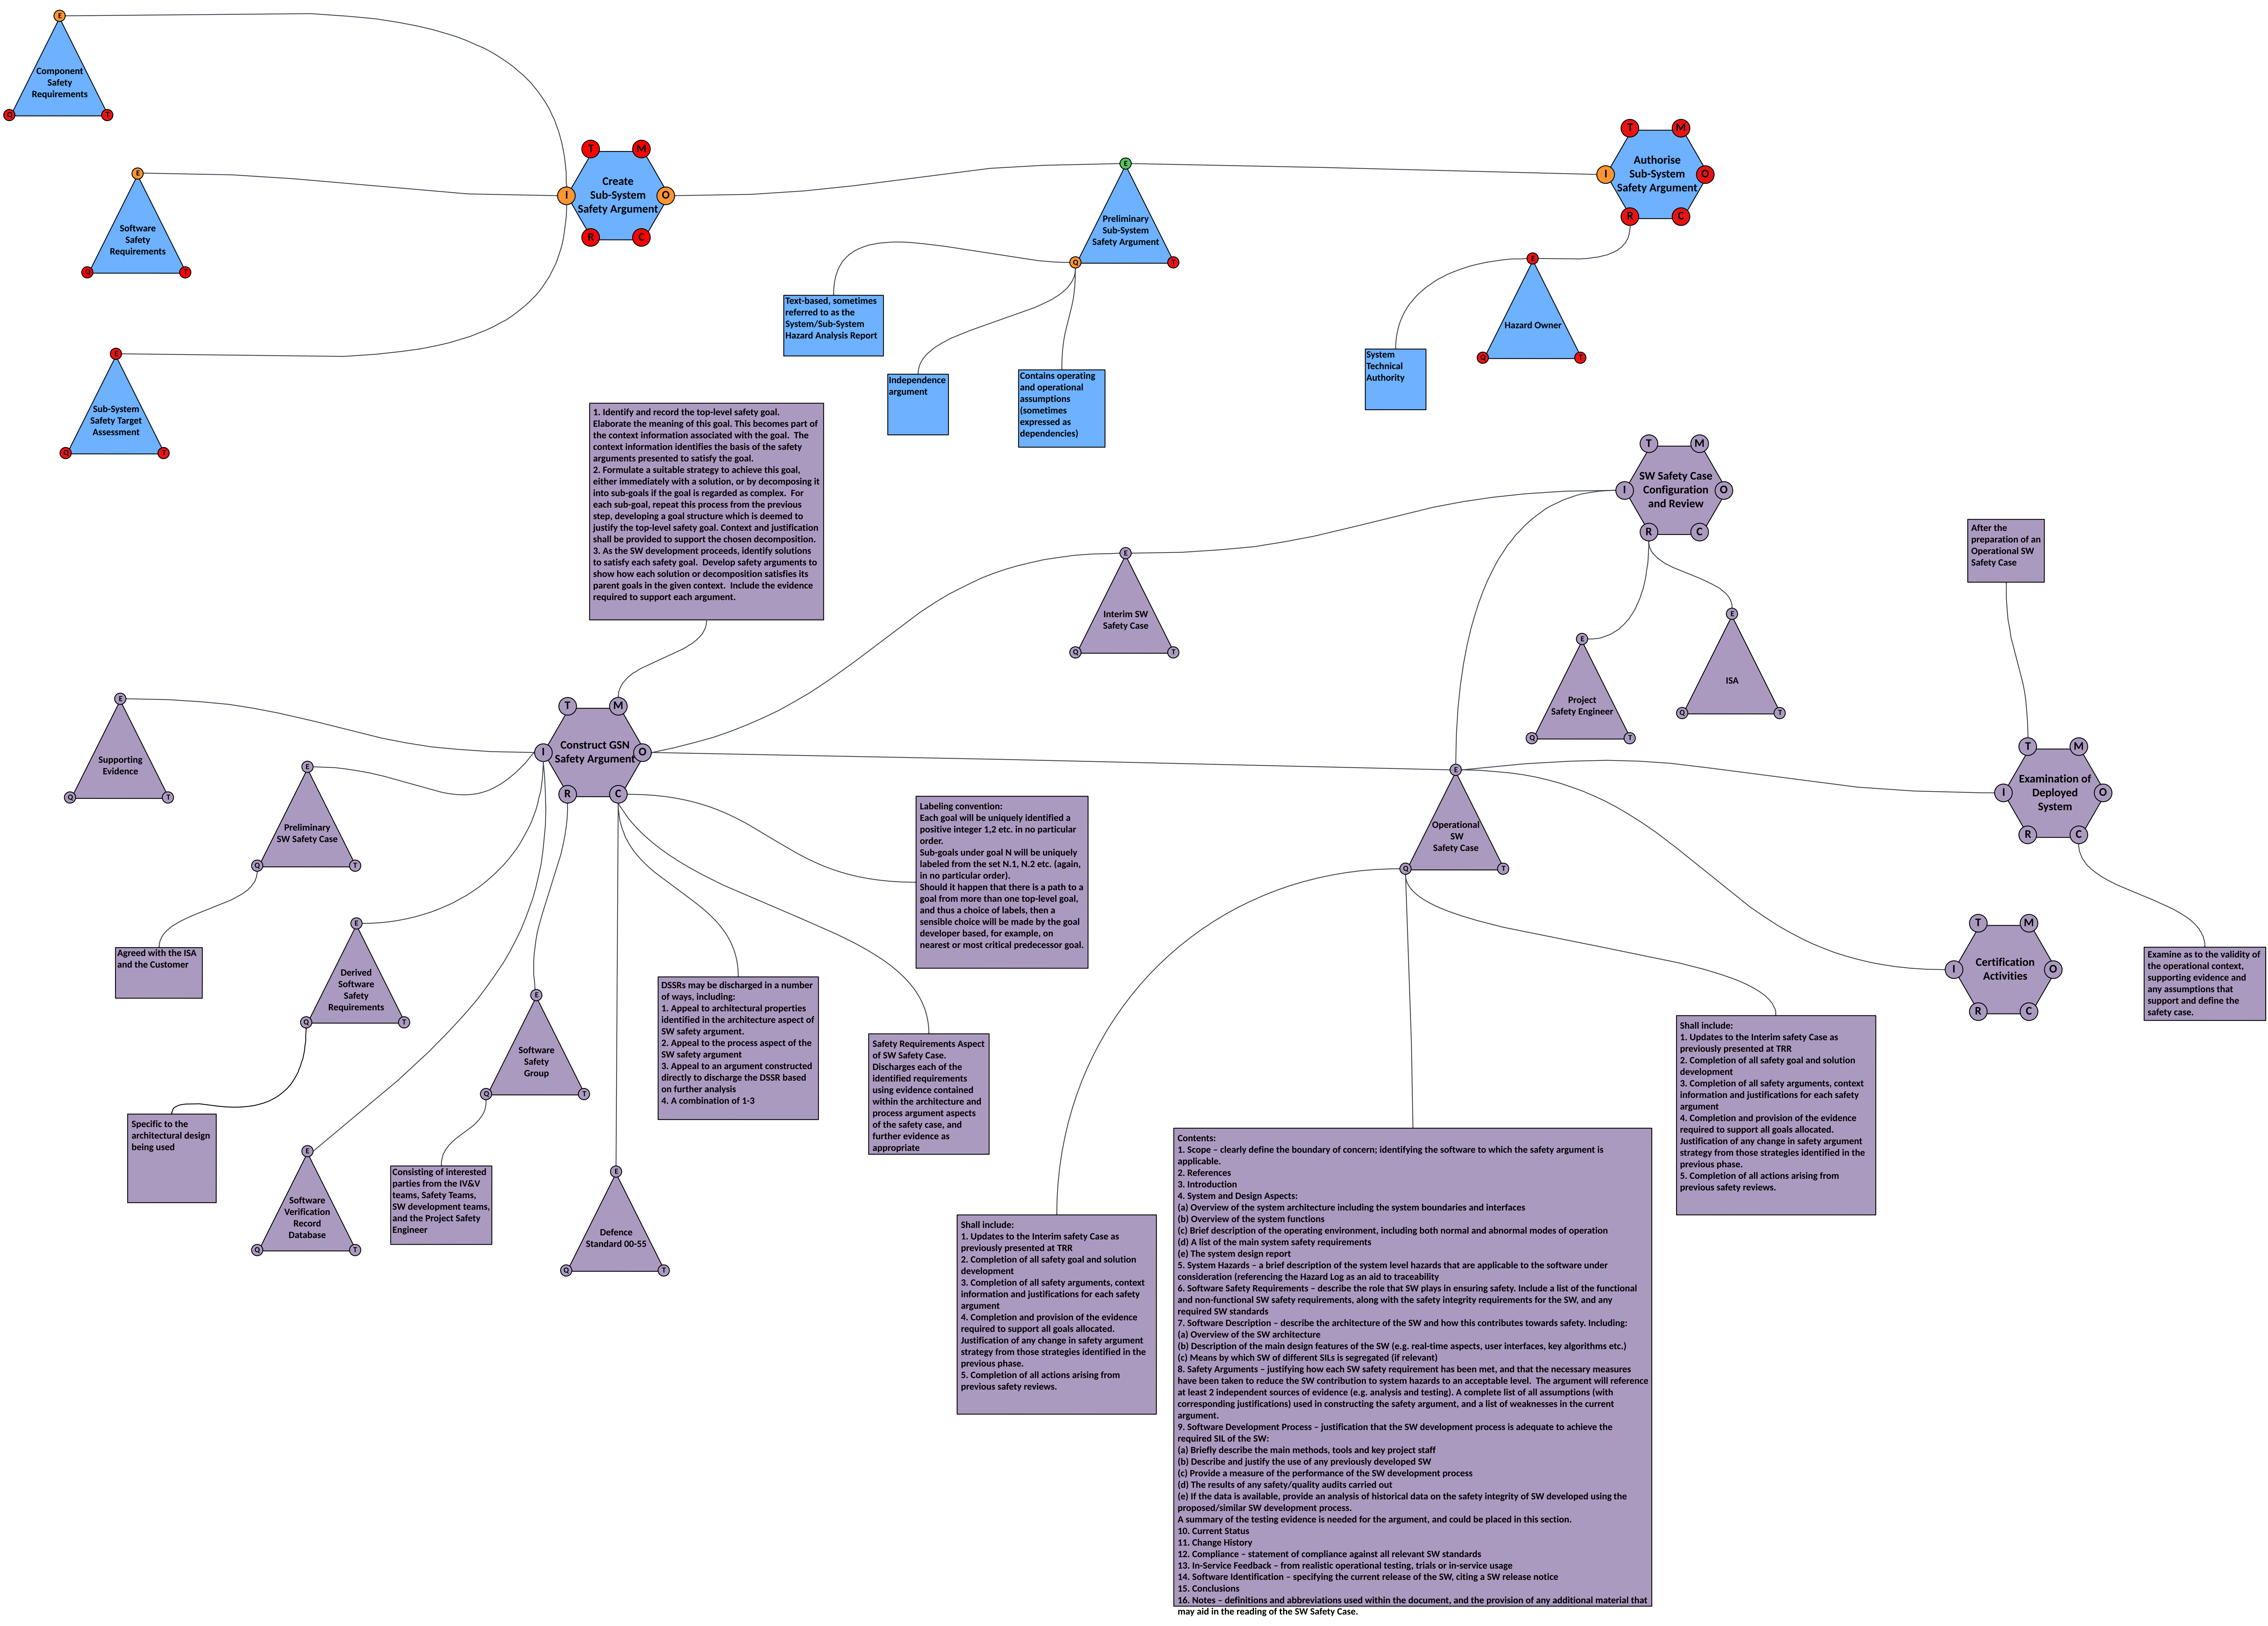 E
Component
Safety
Requirements
Q
T
E
Software
Safety
Requirements
Q
T
E
Sub-System
Safety Target
Assessment
Q
T
T
M
Create
Sub-System
Safety Argument
I
O
R
C
E
Preliminary
Sub-System
Safety Argument
Q
T
Text-based, sometimes
referred to as the
System/Sub-System
Hazard Analysis Report
Independence
argument
Contains operating
and operational
assumptions
(sometimes
expressed as
dependencies)
T
M
Authorise
Sub-System
Safety Argument
I
O
R
C
E
Hazard Owner
Q
T
System
Technical
Authority
1. Identify and record the top-level safety goal.
Elaborate the meaning of this goal. This becomes part of
the context information associated with the goal.  The
context information identifies the basis of the safety
arguments presented to satisfy the goal.
2. Formulate a suitable strategy to achieve this goal,
either immediately with a solution, or by decomposing it
into sub-goals if the goal is regarded as complex.  For
each sub-goal, repeat this process from the previous
step, developing a goal structure which is deemed to
justify the top-level safety goal. Context and justification
shall be provided to support the chosen decomposition.
3. As the SW development proceeds, identify solutions
to satisfy each safety goal.  Develop safety arguments to
show how each solution or decomposition satisfies its
parent goals in the given context.  Include the evidence
required to support each argument.
T
M
SW Safety Case
Configuration
and Review
I
O
R
C
After the
preparation of an
Operational SW
Safety Case
E
Interim SW
Safety Case
Q
T
E
Project
Safety Engineer
Q
T
E
ISA
Q
T
E
Supporting
Evidence
Q
T
E
Preliminary
SW Safety Case
Q
T
T
M
Construct GSN
Safety Argument
I
O
R
C
E
Operational
SW
Safety Case
Q
T
T
M
Examination of
Deployed
System
I
O
R
C
Labeling convention:
Each goal will be uniquely identified a
positive integer 1,2 etc. in no particular
order.
Sub-goals under goal N will be uniquely
labeled from the set N.1, N.2 etc. (again,
in no particular order).
Should it happen that there is a path to a
goal from more than one top-level goal,
and thus a choice of labels, then a
sensible choice will be made by the goal
developer based, for example, on
nearest or most critical predecessor goal.
Agreed with the ISA
and the Customer
E
Derived
Software
Safety
Requirements
Q
T
E
Software
Safety
Group
Q
T
DSSRs may be discharged in a number
of ways, including:
1. Appeal to architectural properties
identified in the architecture aspect of
SW safety argument.
2. Appeal to the process aspect of the
SW safety argument
3. Appeal to an argument constructed
directly to discharge the DSSR based
on further analysis
4. A combination of 1-3
Safety Requirements Aspect
of SW Safety Case.
Discharges each of the
identified requirements
using evidence contained
within the architecture and
process argument aspects
of the safety case, and
further evidence as
appropriate
T
M
Certification
Activities
I
O
R
C
Examine as to the validity of
the operational context,
supporting evidence and
any assumptions that
support and define the
safety case.
Shall include:
1. Updates to the Interim safety Case as
previously presented at TRR
2. Completion of all safety goal and solution
development
3. Completion of all safety arguments, context
information and justifications for each safety
argument
4. Completion and provision of the evidence
required to support all goals allocated.
Justification of any change in safety argument
strategy from those strategies identified in the
previous phase.
5. Completion of all actions arising from
previous safety reviews.
Specific to the
architectural design
being used
E
Software
Verification
Record
Database
Q
T
Consisting of interested
parties from the IV&V
teams, Safety Teams,
SW development teams,
and the Project Safety
Engineer
E
Defence
Standard 00-55
Q
T
Shall include:
1. Updates to the Interim safety Case as
previously presented at TRR
2. Completion of all safety goal and solution
development
3. Completion of all safety arguments, context
information and justifications for each safety
argument
4. Completion and provision of the evidence
required to support all goals allocated.
Justification of any change in safety argument
strategy from those strategies identified in the
previous phase.
5. Completion of all actions arising from
previous safety reviews.
Contents:
1. Scope – clearly define the boundary of concern; identifying the software to which the safety argument is
applicable.
2. References
3. Introduction
4. System and Design Aspects:
(a) Overview of the system architecture including the system boundaries and interfaces
(b) Overview of the system functions
(c) Brief description of the operating environment, including both normal and abnormal modes of operation
(d) A list of the main system safety requirements
(e) The system design report
5. System Hazards – a brief description of the system level hazards that are applicable to the software under
consideration (referencing the Hazard Log as an aid to traceability
6. Software Safety Requirements – describe the role that SW plays in ensuring safety. Include a list of the functional
and non-functional SW safety requirements, along with the safety integrity requirements for the SW, and any
required SW standards
7. Software Description – describe the architecture of the SW and how this contributes towards safety. Including:
(a) Overview of the SW architecture
(b) Description of the main design features of the SW (e.g. real-time aspects, user interfaces, key algorithms etc.)
(c) Means by which SW of different SILs is segregated (if relevant)
8. Safety Arguments – justifying how each SW safety requirement has been met, and that the necessary measures
have been taken to reduce the SW contribution to system hazards to an acceptable level.  The argument will reference
at least 2 independent sources of evidence (e.g. analysis and testing). A complete list of all assumptions (with
corresponding justifications) used in constructing the safety argument, and a list of weaknesses in the current
argument.
9. Software Development Process – justification that the SW development process is adequate to achieve the
required SIL of the SW:
(a) Briefly describe the main methods, tools and key project staff
(b) Describe and justify the use of any previously developed SW
(c) Provide a measure of the performance of the SW development process
(d) The results of any safety/quality audits carried out
(e) If the data is available, provide an analysis of historical data on the safety integrity of SW developed using the
proposed/similar SW development process.
A summary of the testing evidence is needed for the argument, and could be placed in this section.
10. Current Status
11. Change History
12. Compliance – statement of compliance against all relevant SW standards
13. In-Service Feedback – from realistic operational testing, trials or in-service usage
14. Software Identification – specifying the current release of the SW, citing a SW release notice
15. Conclusions
16. Notes – definitions and abbreviations used within the document, and the provision of any additional material that
may aid in the reading of the SW Safety Case.